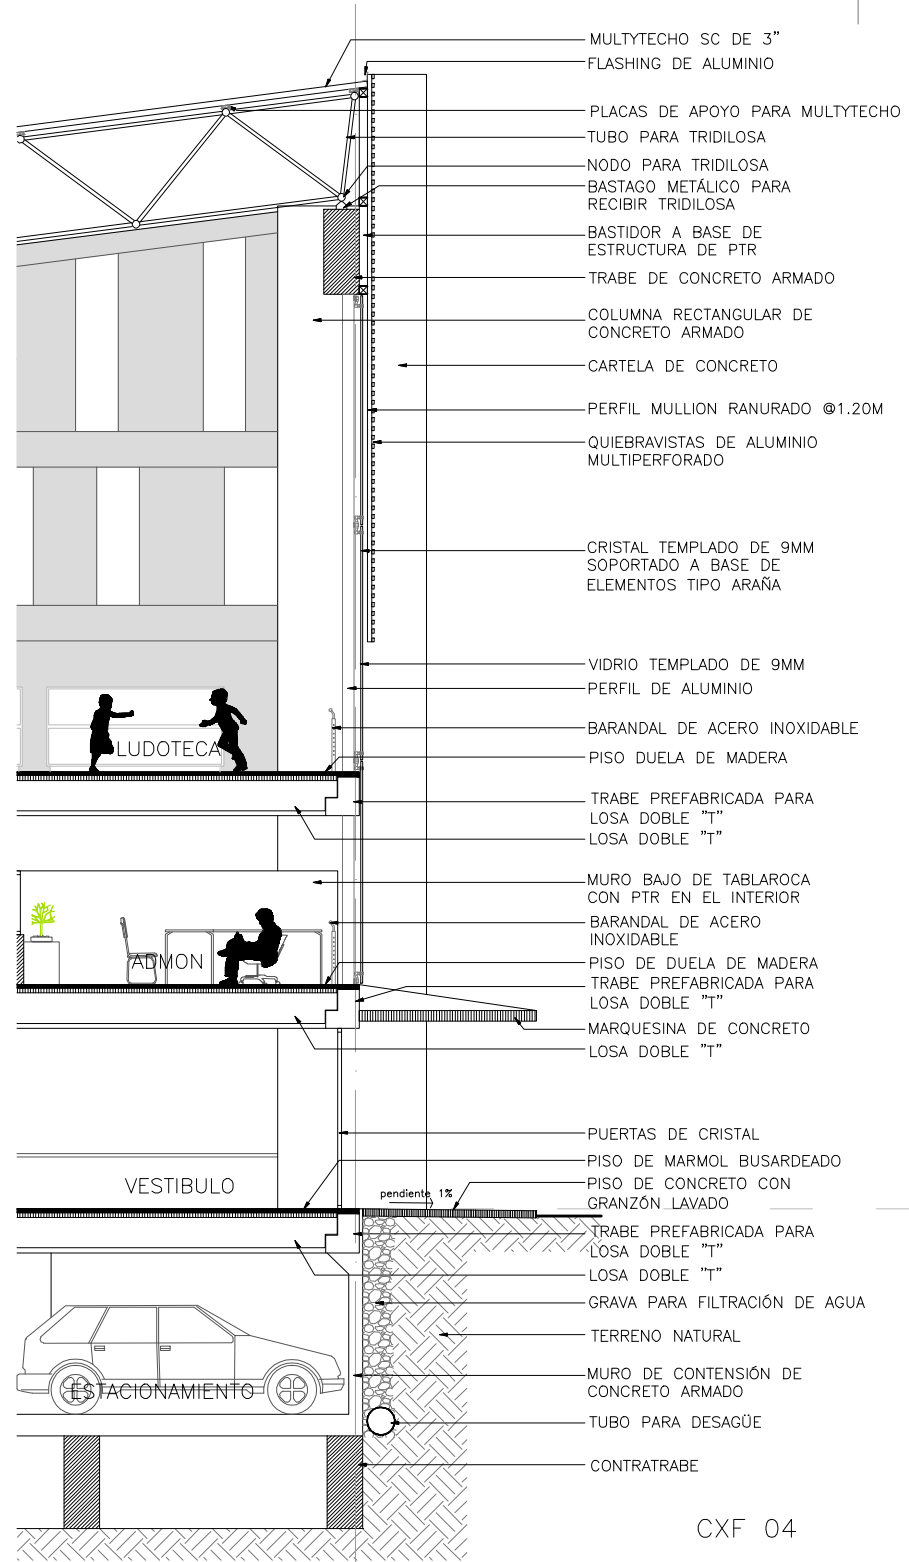 MULTYTECHO SC DE 3”
FLASHING DE ALUMINIO
PLACAS DE APOYO PARA MULTYTECHO
TUBO PARA TRIDILOSA
NODO PARA TRIDILOSA
BASTAGO METÁLICO PARA
RECIBIR TRIDILOSA
BASTIDOR A BASE DE
ESTRUCTURA DE PTR
TRABE DE CONCRETO ARMADO
COLUMNA RECTANGULAR DE
CONCRETO ARMADO
CARTELA DE CONCRETO
PERFIL MULLION RANURADO @1.20M
QUIEBRAVISTAS DE ALUMINIO
MULTIPERFORADO
CRISTAL TEMPLADO DE 9MM
SOPORTADO A BASE DE
ELEMENTOS TIPO ARAÑA
VIDRIO TEMPLADO DE 9MM
PERFIL DE ALUMINIO
BARANDAL DE ACERO INOXIDABLE
LUDOTECA
PISO DUELA DE MADERA
TRABE PREFABRICADA PARA
LOSA DOBLE ”T”
LOSA DOBLE ”T”
MURO BAJO DE TABLAROCA
CON PTR EN EL INTERIOR
BARANDAL DE ACERO
INOXIDABLE
ADMON
PISO DE DUELA DE MADERA
TRABE PREFABRICADA PARA
LOSA DOBLE ”T”
MARQUESINA DE CONCRETO
LOSA DOBLE ”T”
PUERTAS DE CRISTAL
PISO DE MARMOL BUSARDEADO
VESTIBULO
pendiente 1%
PISO DE CONCRETO CON
GRANZÓN LAVADO
TRABE PREFABRICADA PARA
LOSA DOBLE ”T”
LOSA DOBLE ”T”
GRAVA PARA FILTRACIÓN DE AGUA
TERRENO NATURAL
MURO DE CONTENSIÓN DE
CONCRETO ARMADO
ESTACIONAMIENTO
TUBO PARA DESAGÜE
CONTRATRABE
CXF 04